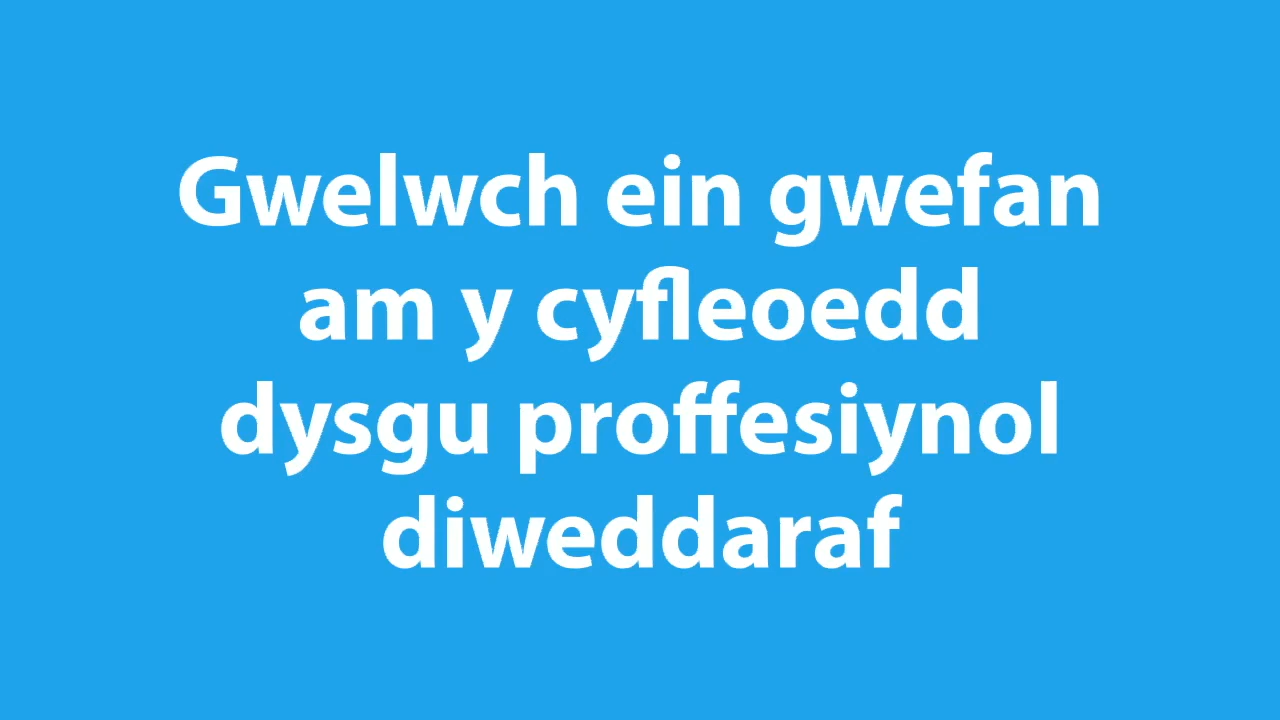 Gwelwch ein gwefan
am y cyfleoedd
dysgu proffesiynol
diweddaraf